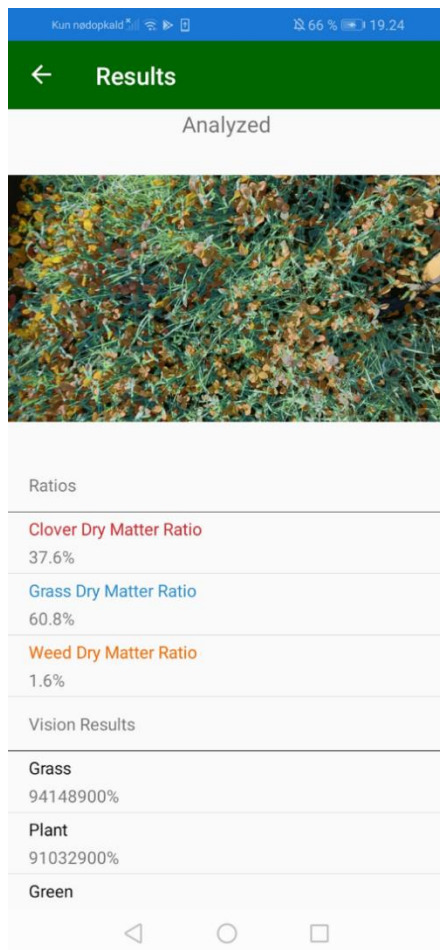 Kun nødopkald 66 % 19.24
Results
Analyzed
Ratios
Clover Dry Matter Ratio
37.6%
Grass Dry Matter Ratio
60.8%
Weed Dry Matter Ratio
1.6%
Vision Results
Grass
94148900%
Plant
91032900%
Green